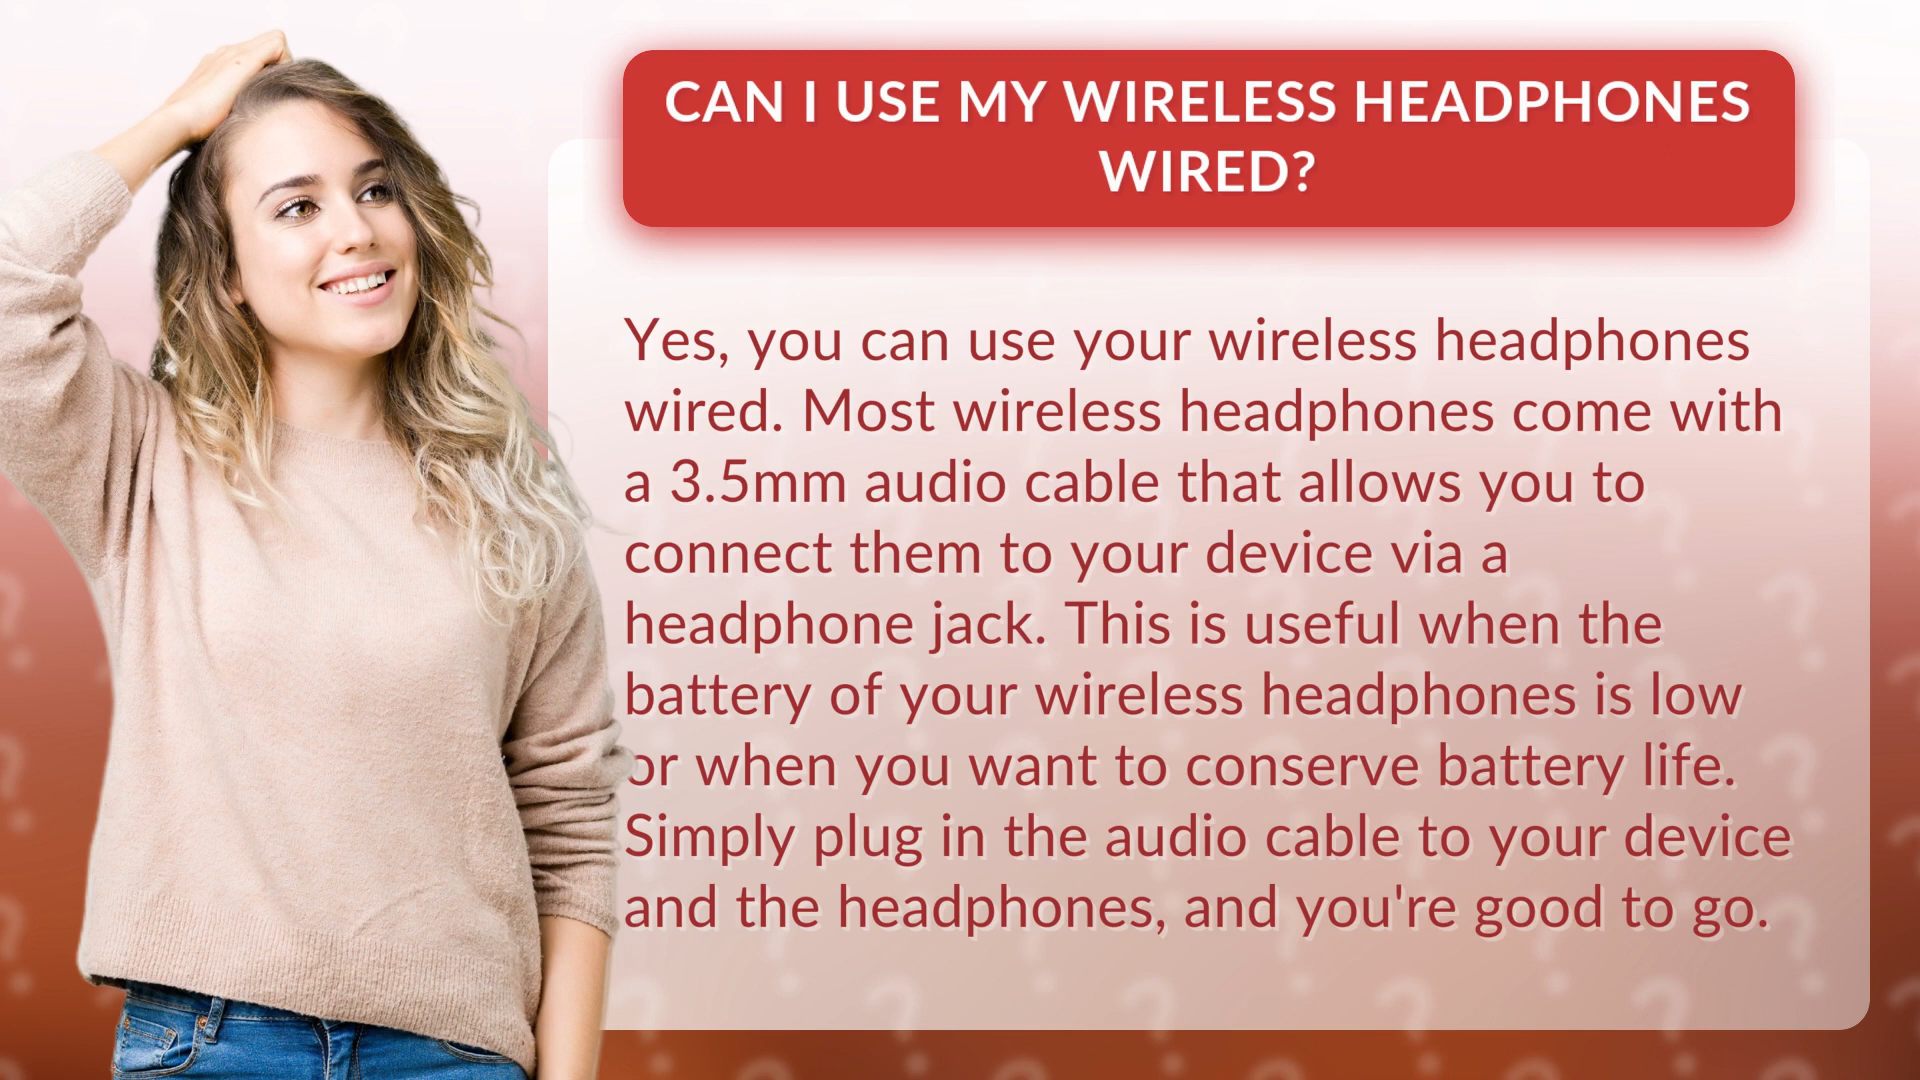 CAN I USE MY WIRELESS HEADPHONES
WIRED?
Yes, you can use your wireless headphones
wired. Most wireless headphones come with
a 3.5mm audio cable that allows you to
connect them to your device via a
headphone jack. This is useful when the
battery of your wireless headphones is low
or when you want to conserve battery life.
Simply plug in the audio cable to your device
and the headphones, and you're good to go.